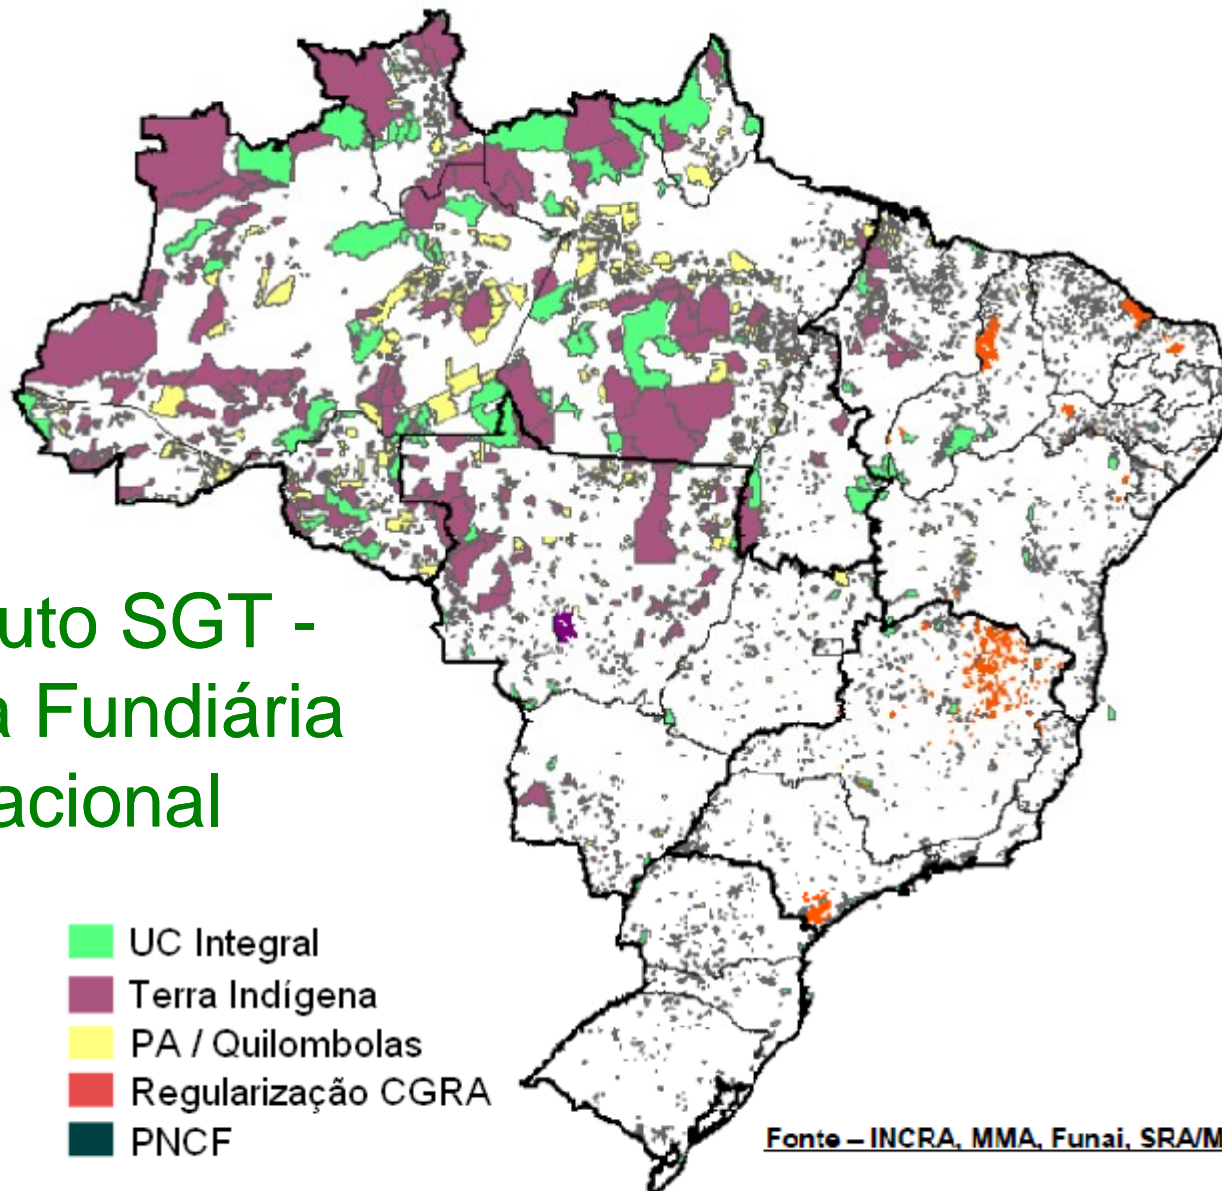 uto SGT -
a Fundiária
acional
UC Integral
Terra Indígena
PA / Quilombolas
Regularização CGRA
PNCF
Fonte – INCRA, MMA, Funai, SRA/M